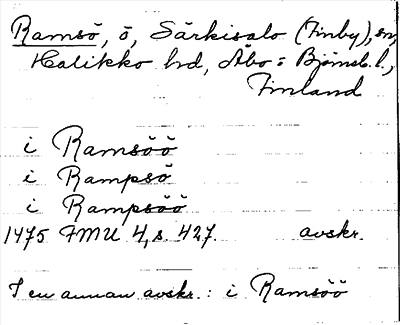 Ramsö, ö, Särkisalo (Finby), sn,
Halikko hd, Åbo o Bjbgs l.,
Finland
i Ramsöö
i Rampsö
i Rampsöö
1475 FMU 4, s. 427. avskr.
I en annan avskr.: i Ramsöö